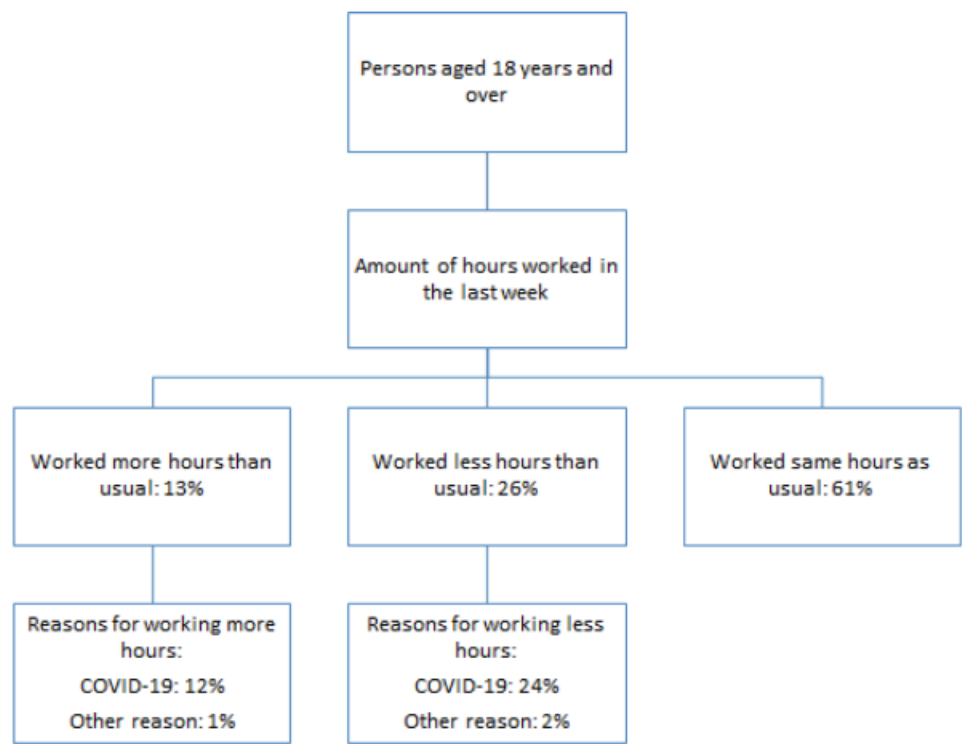 Persons aged 18 years and
over
Amount of hours worked in
the last week
Worked more hours than
usual: 13%
Worked less hours than
usual: 26%
Worked same hours as
usual: 61%
Reasons for working more
hours:
COVID-19: 12%
Other reason: 1%
Reasons for working less
hours:
COVID-19: 24%
Other reason: 2%